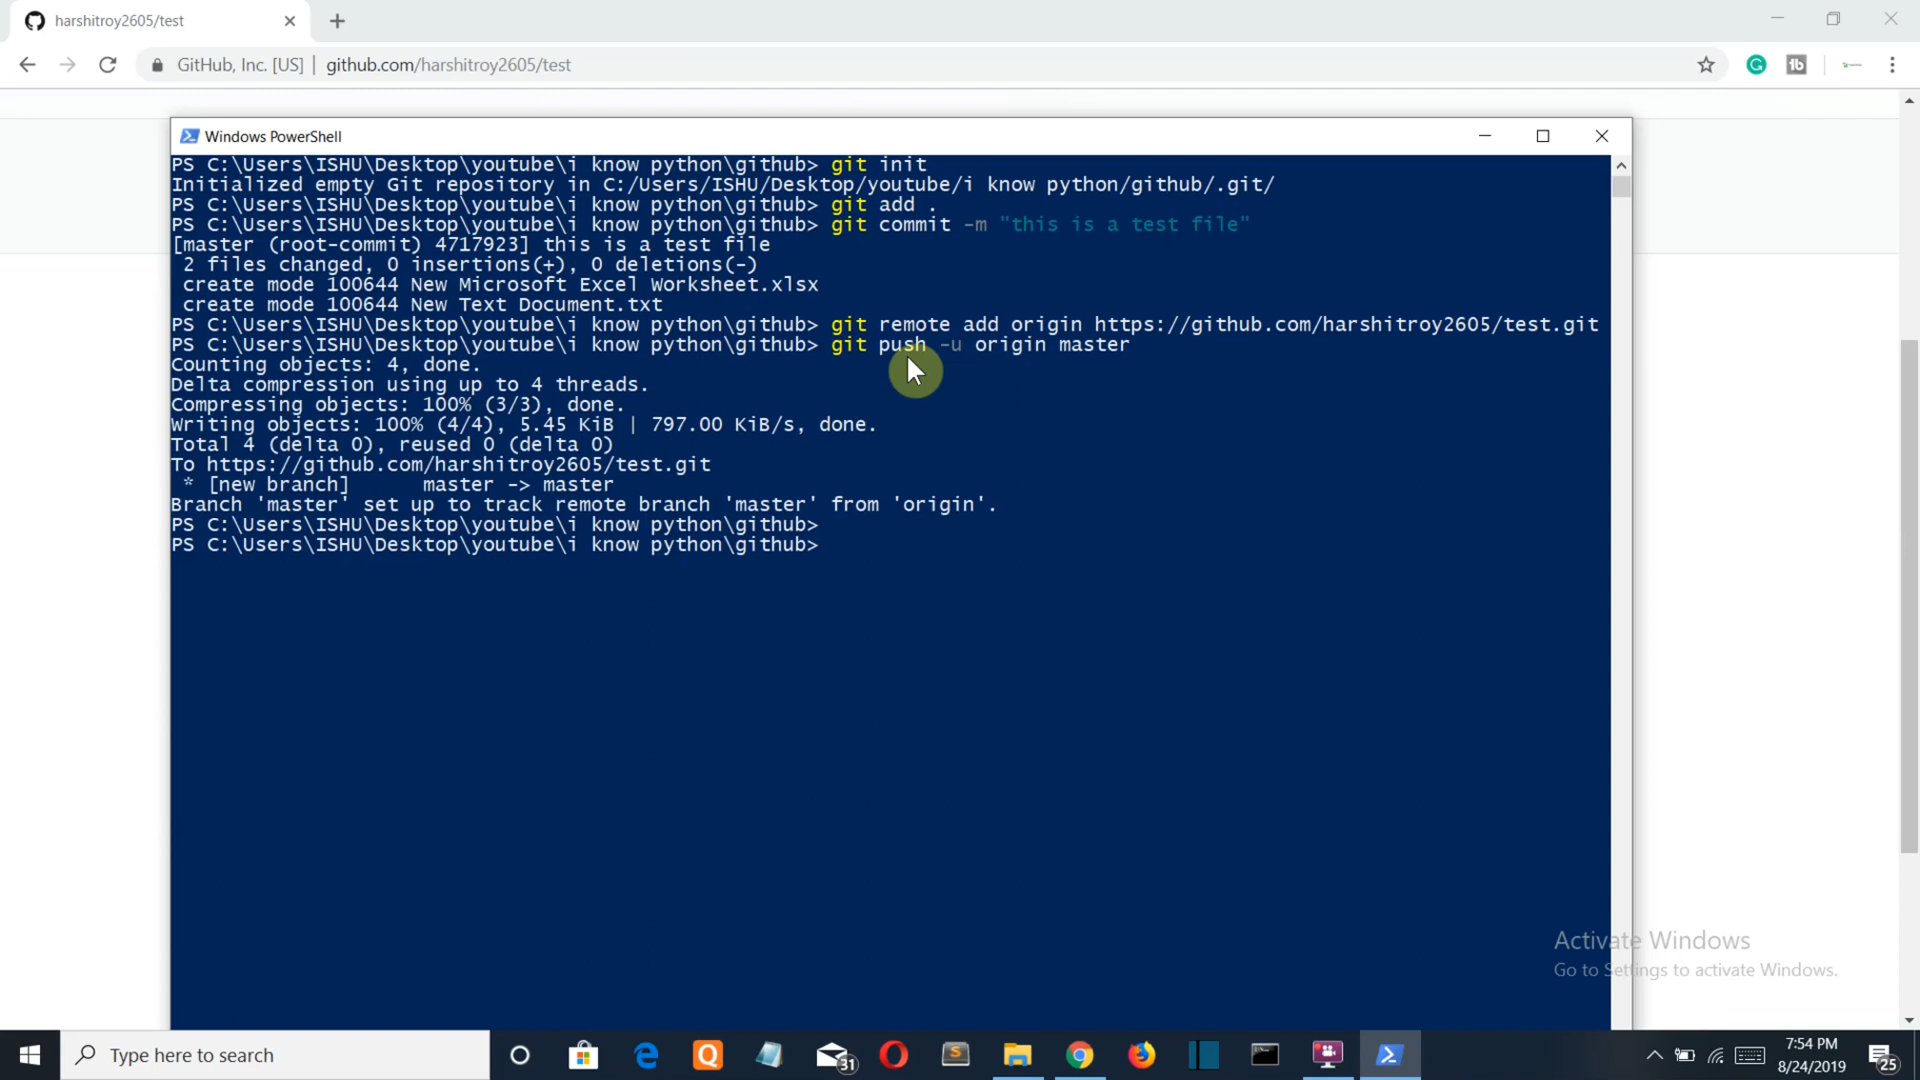 harshitroy2605/test
GitHub, Inc. [US] | github.com/harshitroy2605/test
Windows PowerShell
PS C:\Users\ISHU\Desktop\youtube\i know python\github> git init
Initialized empty Git repository in C:/Users/ISHU/Desktop/youtube/i know python/github/.git/
PS C:\Users\ISHU\Desktop\youtube\i know python\github> git add .
PS C:\Users\ISHU\Desktop\youtube\i know python\github> git commit -m "this is a test file"
[master (root-commit) 4717923] this is a test file
 2 files changed, 0 insertions(+), 0 deletions(-)
 create mode 100644 New Microsoft Excel Worksheet.xlsx
 create mode 100644 New Text Document.txt
PS C:\Users\ISHU\Desktop\youtube\i know python\github> git remote add origin https://github.com/harshitroy2605/test.git
PS C:\Users\ISHU\Desktop\youtube\i know python\github> git push -u origin master
Counting objects: 4, done.
Delta compression using up to 4 threads.
Compressing objects: 100% (3/3), done.
Writing objects: 100% (4/4), 5.45 KiB | 797.00 KiB/s, done.
Total 4 (delta 0), reused 0 (delta 0)
To https://github.com/harshitroy2605/test.git
 * [new branch]      master -> master
Branch 'master' set up to track remote branch 'master' from 'origin'.
PS C:\Users\ISHU\Desktop\youtube\i know python\github>
PS C:\Users\ISHU\Desktop\youtube\i know python\github>
Activate Windows
Go to Settings to activate Windows.
Type here to search
31
7:54 PM
8/24/2019
25